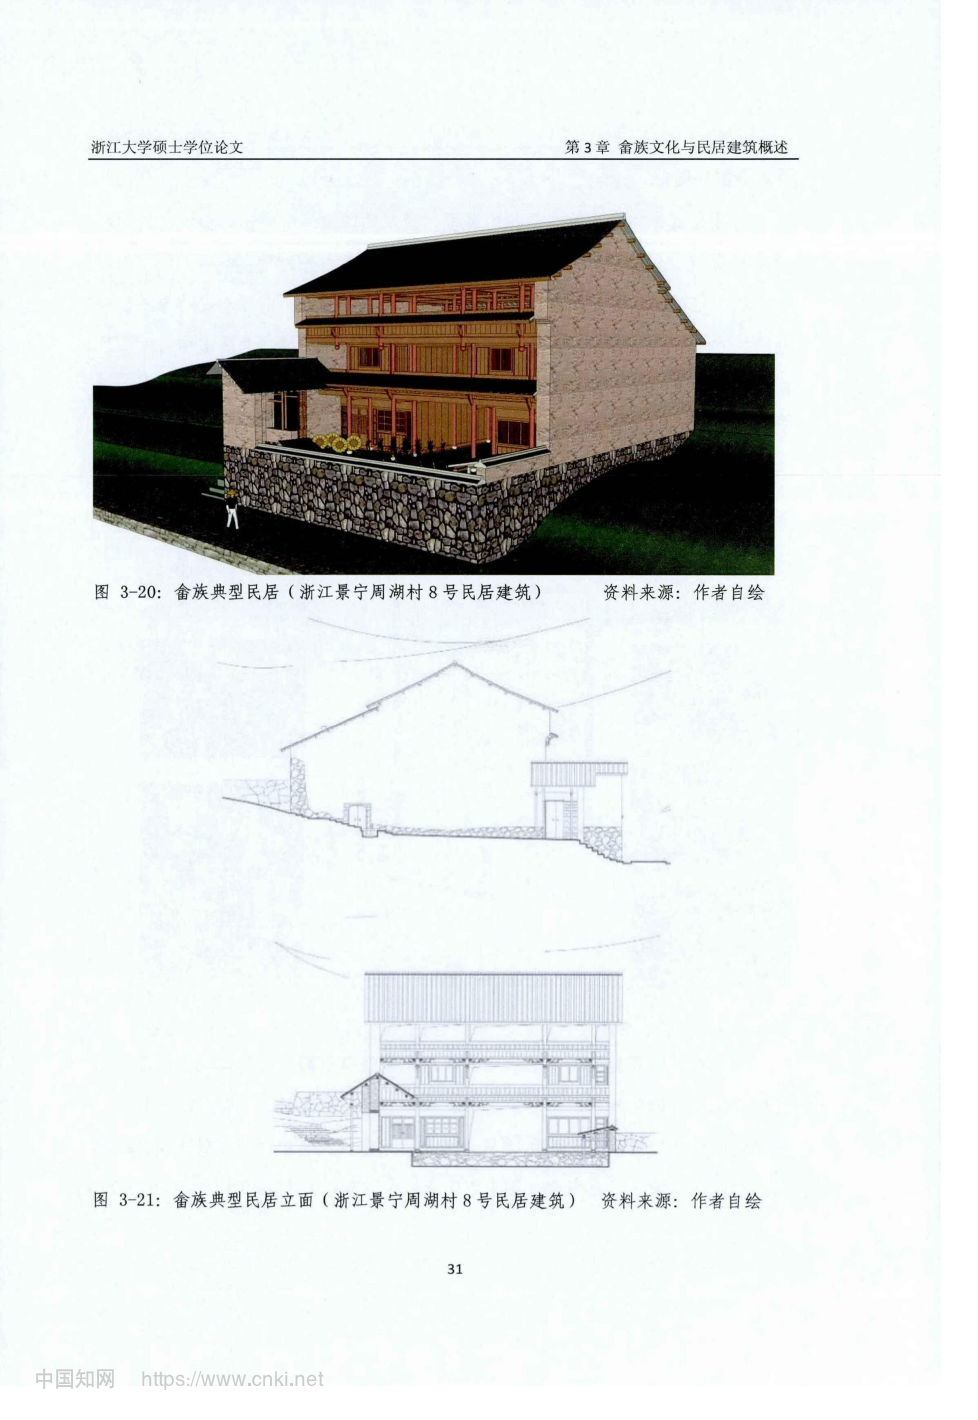 浙江大学硕士学位论文
第 3 章 畲族文化与民居建筑概述
图 3-20: 畲族典型民居（浙江景宁周湖村 8 号民居建筑） 资料来源: 作者自绘
图 3-21: 畲族典型民居立面（浙江景宁周湖村 8 号民居建筑） 资料来源: 作者自绘
31
中国知网 https://www.cnki.net